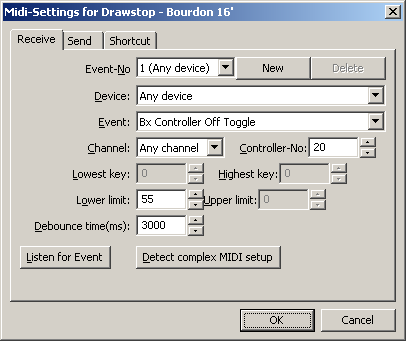 Midi-Settings for Drawstop - Bourdon 16'
Receive Send Shortcut
Event-No 1 (Any device) New Delete
Device: Any device
Event: Bx Controller Off Toggle
Channel: Any channel Controller-No: 20
Lowest key: 0 Highest key: 0
Lower limit: 55 Upper limit: 0
Debounce time(ms): 3000
Listen for Event Detect complex MIDI setup
OK Cancel